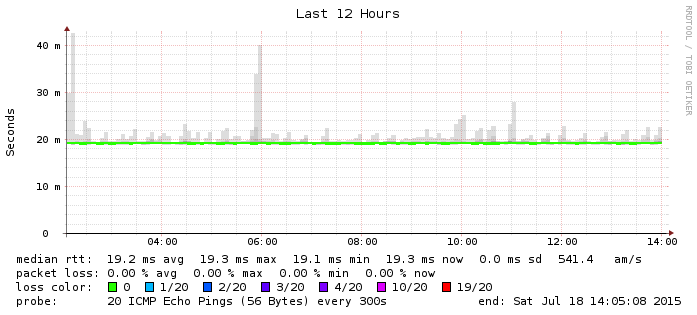 Last 12 Hours
RRDTOOL / TOBI OETIKER
Seconds
40 m
30 m
20 m
10 m
0
04:00 06:00 08:00 10:00 12:00 14:00
median rtt: 19.2 ms avg 19.3 ms max 19.1 ms min 19.3 ms now 0.0 ms sd 541.4 am/s
packet loss: 0.00 % avg 0.00 % max 0.00 % min 0.00 % now
loss color: 0 1/20 2/20 3/20 4/20 10/20 19/20
probe: 20 ICMP Echo Pings (56 Bytes) every 300s end: Sat Jul 18 14:05:08 2015